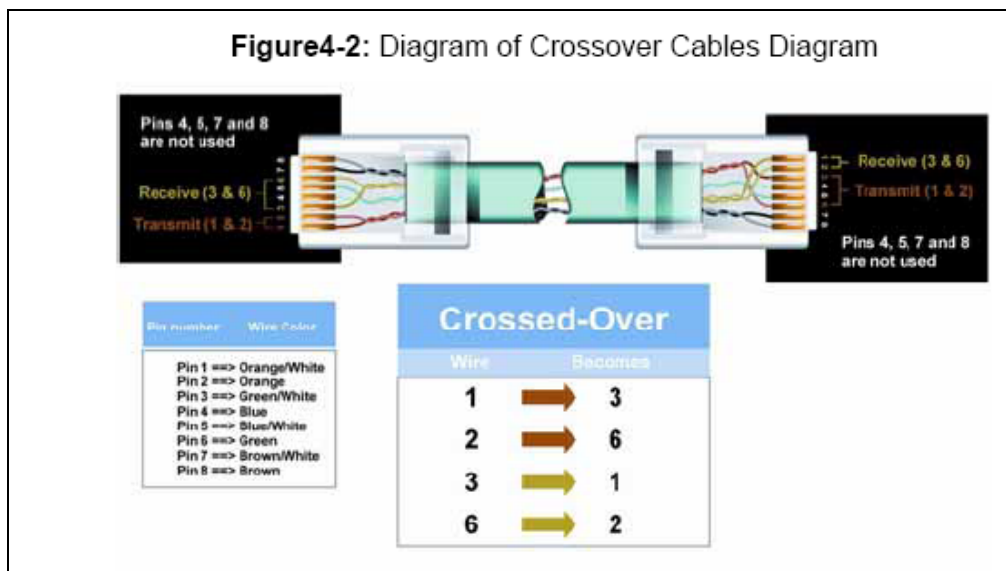 Figure4-2: Diagram of Crossover Cables Diagram
Pins 4, 5, 7 and 8
are not used
Receive (3 & 6)
Transmit (1 & 2)
Receive (3 & 6)
Transmit (1 & 2)
Pins 4, 5, 7 and 8
are not used
Pin number Wire Color
Pin 1 ==> Orange/White
Pin 2 ==> Orange
Pin 3 ==> Green/White
Pin 4 ==> Blue
Pin 5 ==> Blue/White
Pin 6 ==> Green
Pin 7 ==> Brown/White
Pin 8 ==> Brown
Crossed-Over
Wire Becomes
1 3
2 6
3 1
6 2